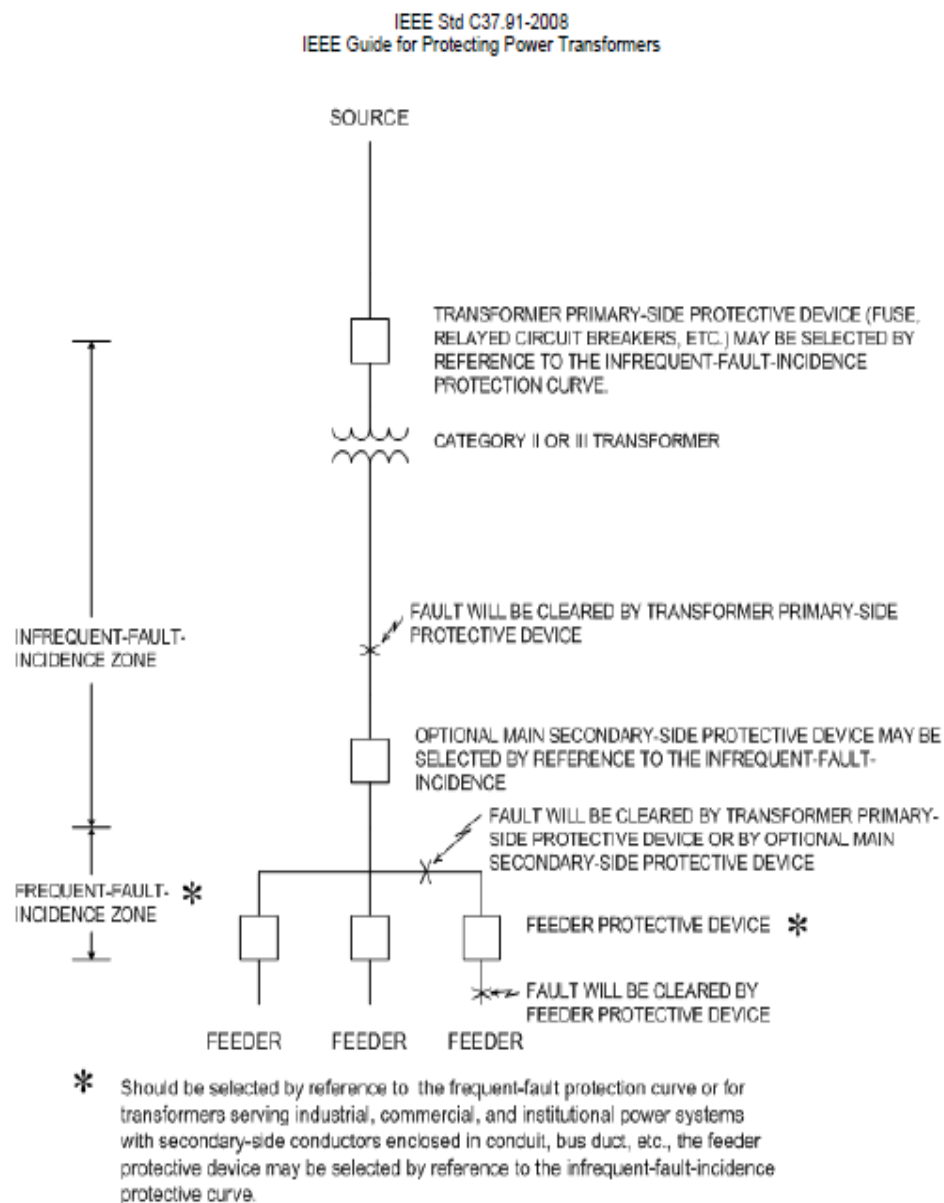 IEEE Std C37.91-2008
IEEE Guide for Protecting Power Transformers
SOURCE
TRANSFORMER PRIMARY-SIDE PROTECTIVE DEVICE (FUSE,
RELAYED CIRCUIT BREAKERS, ETC.) MAY BE SELECTED BY
REFERENCE TO THE INFREQUENT-FAULT-INCIDENCE
PROTECTION CURVE.
CATEGORY II OR III TRANSFORMER
FAULT WILL BE CLEARED BY TRANSFORMER PRIMARY-SIDE
PROTECTIVE DEVICE
INFREQUENT-FAULT-
INCIDENCE ZONE
OPTIONAL MAIN SECONDARY-SIDE PROTECTIVE DEVICE MAY BE
SELECTED BY REFERENCE TO THE INFREQUENT-FAULT-
INCIDENCE
FAULT WILL BE CLEARED BY TRANSFORMER PRIMARY-
SIDE PROTECTIVE DEVICE OR BY OPTIONAL MAIN
SECONDARY-SIDE PROTECTIVE DEVICE
FREQUENT-FAULT- *
INCIDENCE ZONE
FEEDER PROTECTIVE DEVICE *
FAULT WILL BE CLEARED BY
FEEDER PROTECTIVE DEVICE
FEEDER FEEDER FEEDER
* Should be selected by reference to the frequent-fault protection curve or for
transformers serving industrial, commercial, and institutional power systems
with secondary-side conductors enclosed in conduit, bus duct, etc., the feeder
protective device may be selected by reference to the infrequent-fault-incidence
protective curve.